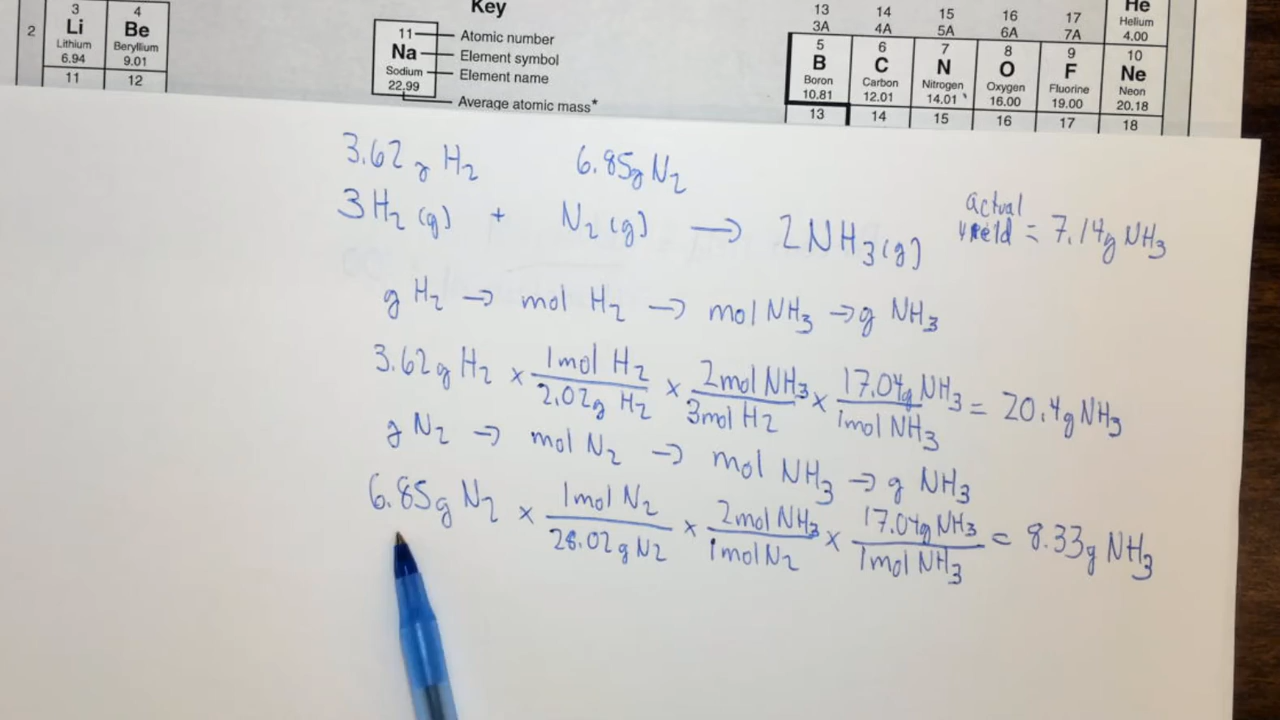 Key
3
Li
Lithium
6.94
11
4
Be
Beryllium
9.01
12
2
11
Na
Sodium
22.99
Atomic number
Element symbol
Element name
Average atomic mass*
13
3A
5
B
Boron
10.81
13
14
4A
6
C
Carbon
12.01
14
15
5A
7
N
Nitrogen
14.01
15
16
6A
8
O
Oxygen
16.00
16
17
7A
9
F
Fluorine
19.00
17
He
Helium
4.00
10
Ne
Neon
20.18
18
3.62 g H₂ 6.85g N₂
3H₂(g) + N₂(g) → 2NH₃(g)
actual
yield = 7.14g NH₃
g H₂ → mol H₂ → mol NH₃ → g NH₃
3.62g H₂ × 1mol H₂/2.02g H₂ × 2mol NH₃/3mol H₂ × 17.04g NH₃/1mol NH₃ = 20.4g NH₃
g N₂ → mol N₂ → mol NH₃ → g NH₃
6.85g N₂ × 1mol N₂/28.02g N₂ × 2mol NH₃/1mol N₂ × 17.04g NH₃/1mol NH₃ = 8.33g NH₃